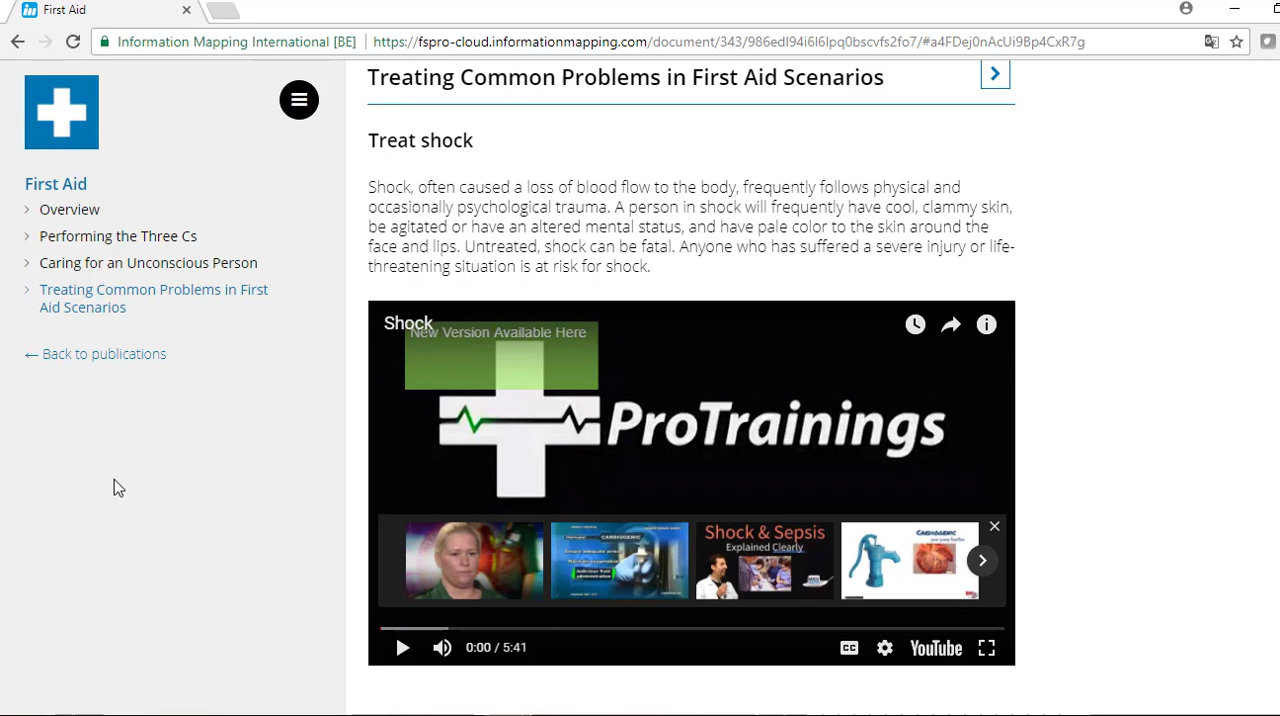 First Aid
Information Mapping International [BE]
https://fspro-cloud.informationmapping.com/document/343/986edl94i6l6lpq0bscvfs2fo7/#a4FDej0nAcUi9Bp4CxR7g
First Aid
Overview
Performing the Three Cs
Caring for an Unconscious Person
Treating Common Problems in First
Aid Scenarios
← Back to publications
Treating Common Problems in First Aid Scenarios
Treat shock
Shock, often caused a loss of blood flow to the body, frequently follows physical and
occasionally psychological trauma. A person in shock will frequently have cool, clammy skin,
be agitated or have an altered mental status, and have pale color to the skin around the
face and lips. Untreated, shock can be fatal. Anyone who has suffered a severe injury or life-
threatening situation is at risk for shock.
Shock
New Version Available Here
ProTrainings
CARDIOGENIC
Shock & Sepsis
Explained Clearly
CARDIOGENIC
0:00 / 5:41
CC
YouTube